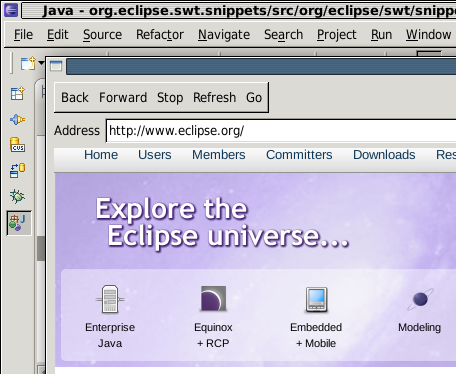 Java - org.eclipse.swt.snippets/src/org/eclipse/swt/snipp
File Edit Source Refactor Navigate Search Project Run Window
Back Forward Stop Refresh Go
Address http://www.eclipse.org/
Home Users Members Committers Downloads Res
CVS
Explore the
Eclipse universe...
Enterprise Java
Equinox + RCP
Embedded + Mobile
Modeling